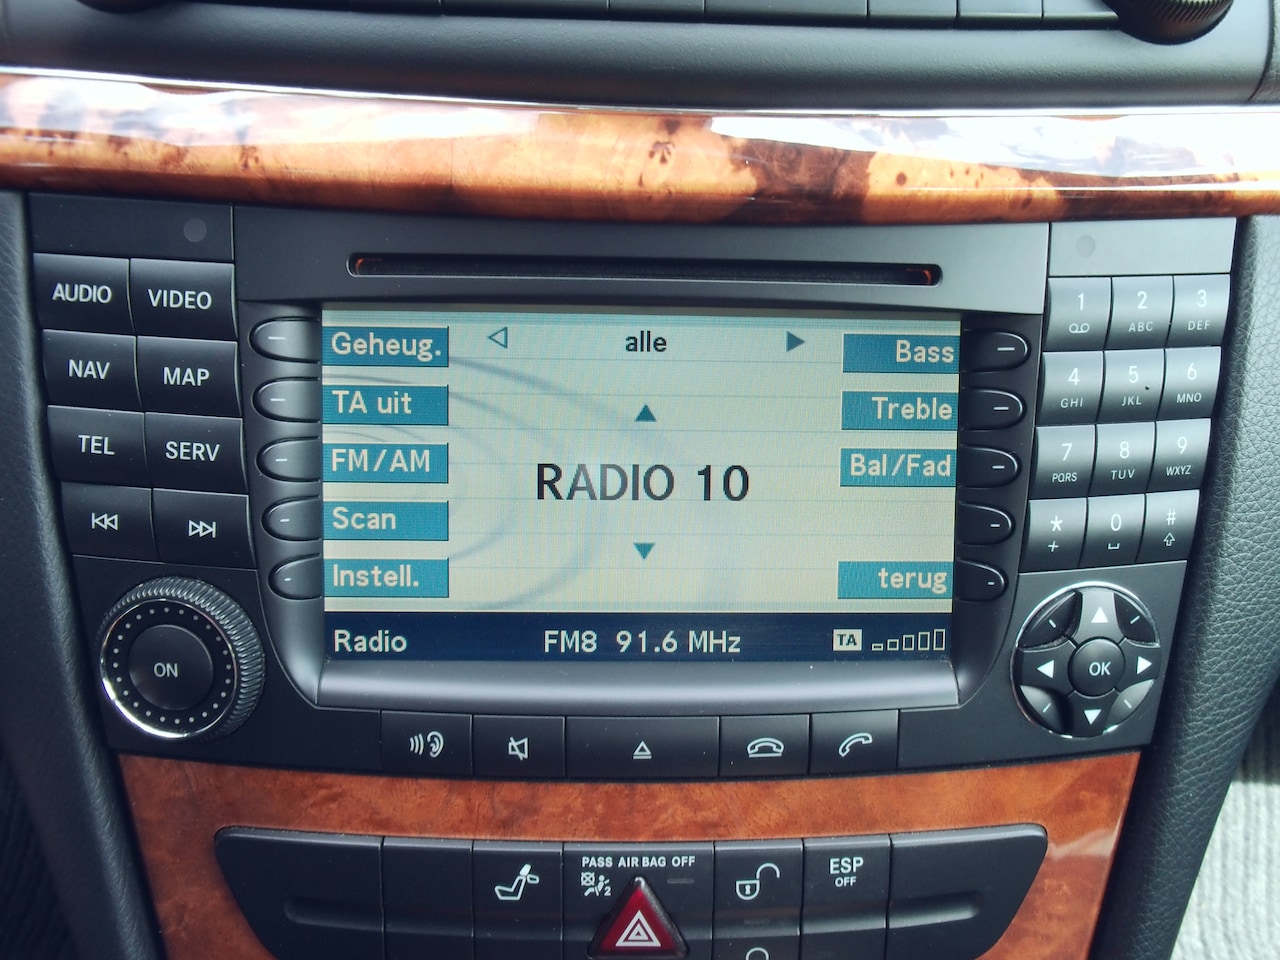 AUDIO
VIDEO
NAV
MAP
TEL
SERV
ON
Geheug.
TA uit
FM/AM
Scan
Instell.
alle
RADIO 10
Bass
Treble
Bal/Fad
terug
Radio FM8 91.6 MHz TA
1 2 ABC 3 DEF
4 GHI 5 JKL 6 MNO
7 PQRS 8 TUV 9 WXYZ
* + 0 #
OK
PASS AIR BAG OFF
2
ESP
OFF